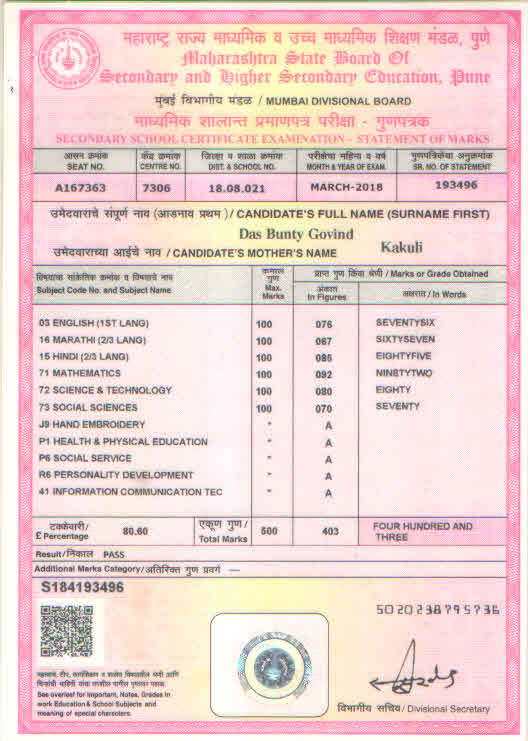 महाराष्ट्र राज्य माध्यमिक व उच्च माध्यमिक शिक्षण मंडळ, पुणे
Maharashtra State Board Of
Secondary and Higher Secondary Education, Pune
मुंबई विभागीय मंडळ / MUMBAI DIVISIONAL BOARD
माध्यमिक शालान्त प्रमाणपत्र परीक्षा - गुणपत्रक
SECONDARY SCHOOL CERTIFICATE EXAMINATION - STATEMENT OF MARKS
आसन क्रमांक केंद्र क्रमांक जिल्हा व शाळा क्रमांक परीक्षेचा महिना व वर्ष गुणपत्रिकेचा अनुक्रमांक
SEAT NO. CENTRE NO. DIST. & SCHOOL NO. MONTH & YEAR OF EXAM. SR. NO. OF STATEMENT
A167363 7306 18.08.021 MARCH-2018 193496
उमेदवाराचे संपूर्ण नाव (आडनाव प्रथम) / CANDIDATE'S FULL NAME (SURNAME FIRST)
Das Bunty Govind
उमेदवाराच्या आईचे नाव / CANDIDATE'S MOTHER'S NAME Kakuli
विषयाचा सांकेतिक क्रमांक व विषयाचे नाव
Subject Code No. and Subject Name
कमाल
गुण
Max.
Marks
प्राप्त गुण किंवा श्रेणी / Marks or Grade Obtained
अंकात
In Figures
अक्षरात / In Words
03 ENGLISH (1ST LANG) 100 076 SEVENTYSIX
16 MARATHI (2/3 LANG) 100 067 SIXTYSEVEN
15 HINDI (2/3 LANG) 100 085 EIGHTYFIVE
71 MATHEMATICS 100 092 NINETYTWO
72 SCIENCE & TECHNOLOGY 100 080 EIGHTY
73 SOCIAL SCIENCES 100 070 SEVENTY
J9 HAND EMBROIDERY * A
P1 HEALTH & PHYSICAL EDUCATION * A
P6 SOCIAL SERVICE * A
R6 PERSONALITY DEVELOPMENT * A
41 INFORMATION COMMUNICATION TEC * A
टक्केवारी/
£ Percentage 80.60
एकूण गुण/
Total Marks 500 403 FOUR HUNDRED AND
THREE
Result/निकाल PASS
Additional Marks Category/अतिरिक्त गुण प्रवर्ग —
S184193496
5020238795736
See overleaf for Important, Notes, Grades in
work Education & School Subjects and
meaning of special characters.
विभागीय सचिव/ Divisional Secretary